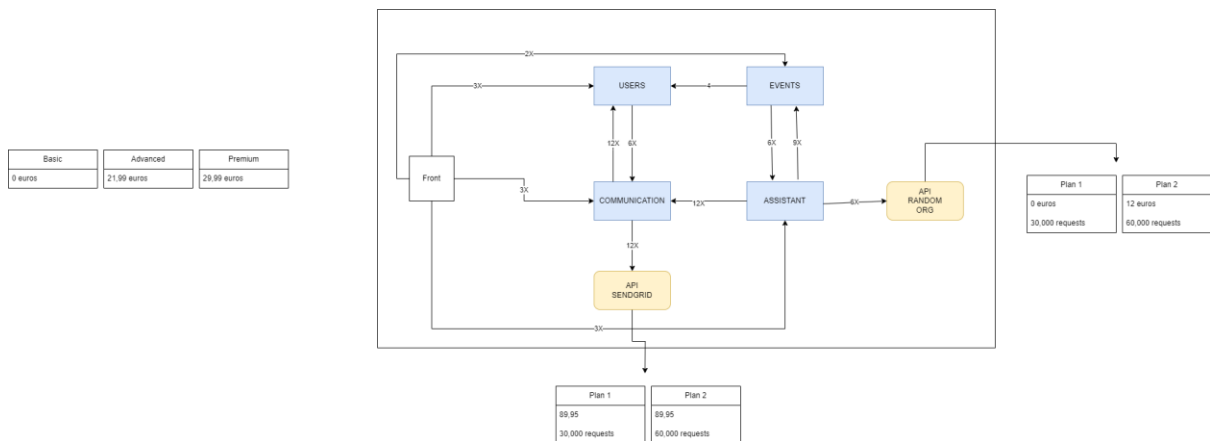 2X
USERS
EVENTS
3X
4
12X
6X
6X
9X
Basic
Advanced
Premium
0 euros
21,99 euros
29,99 euros
Front
3X
COMMUNICATION
12X
ASSISTANT
6X
API
RANDOM
ORG
Plan 1
Plan 2
0 euros
12 euros
30,000 requests
60,000 requests
12X
API
SENDGRID
3X
Plan 1
Plan 2
89,95
89,95
30,000 requests
60,000 requests